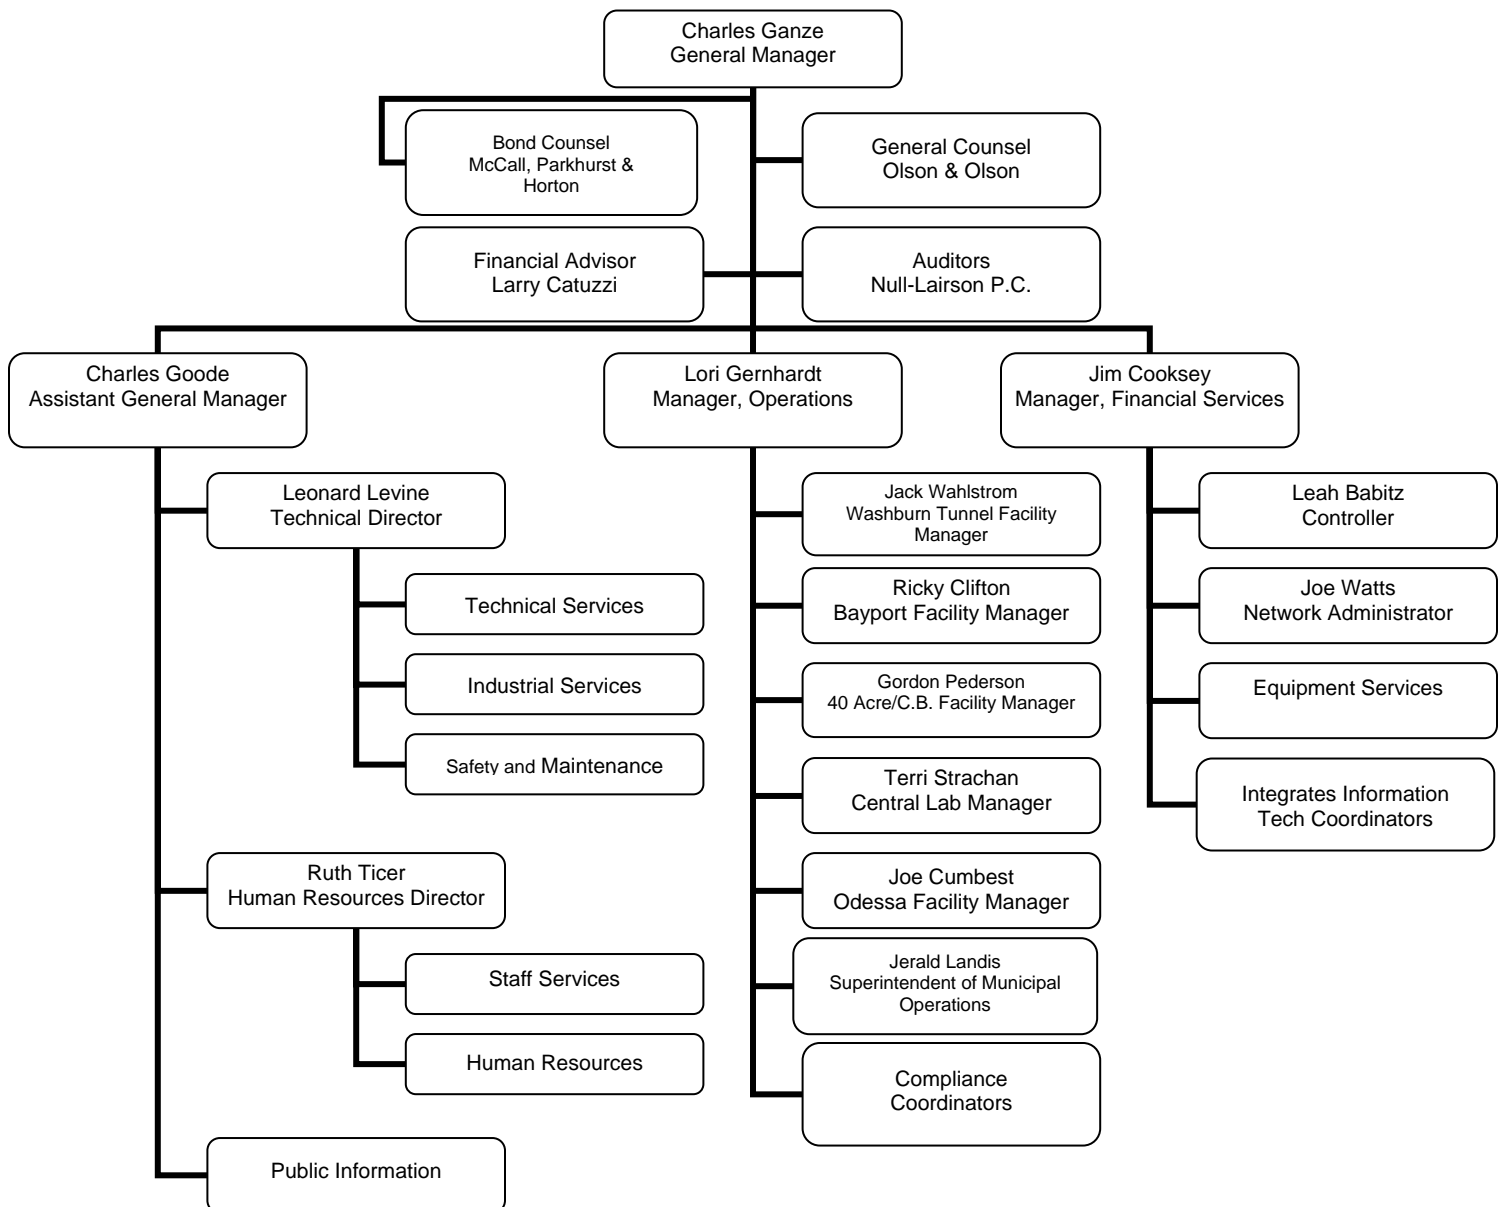 Charles Ganze
General Manager
Bond Counsel
McCall, Parkhurst &
Horton
General Counsel
Olson & Olson
Financial Advisor
Larry Catuzzi
Auditors
Null-Lairson P.C.
Charles Goode
Assistant General Manager
Lori Gernhardt
Manager, Operations
Jim Cooksey
Manager, Financial Services
Leonard Levine
Technical Director
Technical Services
Industrial Services
Safety and Maintenance
Ruth Ticer
Human Resources Director
Staff Services
Human Resources
Public Information
Jack Wahlstrom
Washburn Tunnel Facility
Manager
Ricky Clifton
Bayport Facility Manager
Gordon Pederson
40 Acre/C.B. Facility Manager
Terri Strachan
Central Lab Manager
Joe Cumbest
Odessa Facility Manager
Jerald Landis
Superintendent of Municipal
Operations
Compliance
Coordinators
Leah Babitz
Controller
Joe Watts
Network Administrator
Equipment Services
Integrates Information
Tech Coordinators